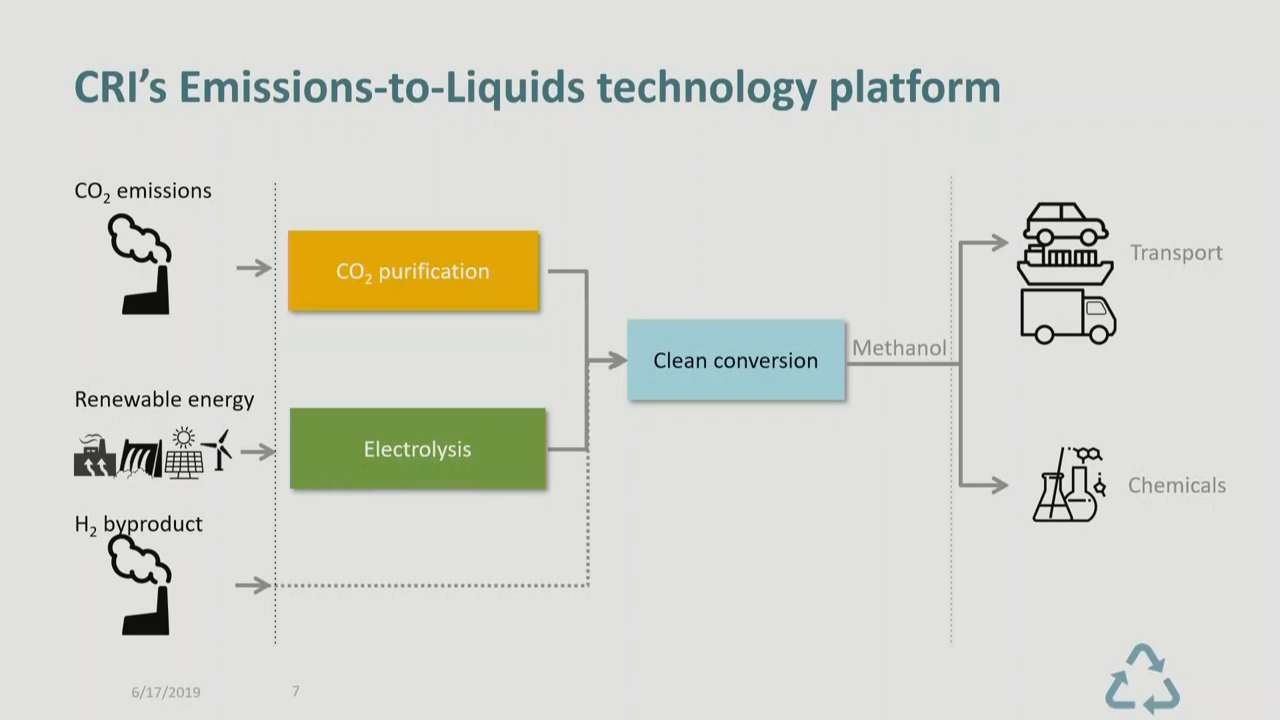 CRI’s Emissions-to-Liquids technology platform
CO₂ emissions
CO₂ purification
Transport
Clean conversion
Methanol
Renewable energy
Electrolysis
Chemicals
H₂ byproduct
6/17/2019
7